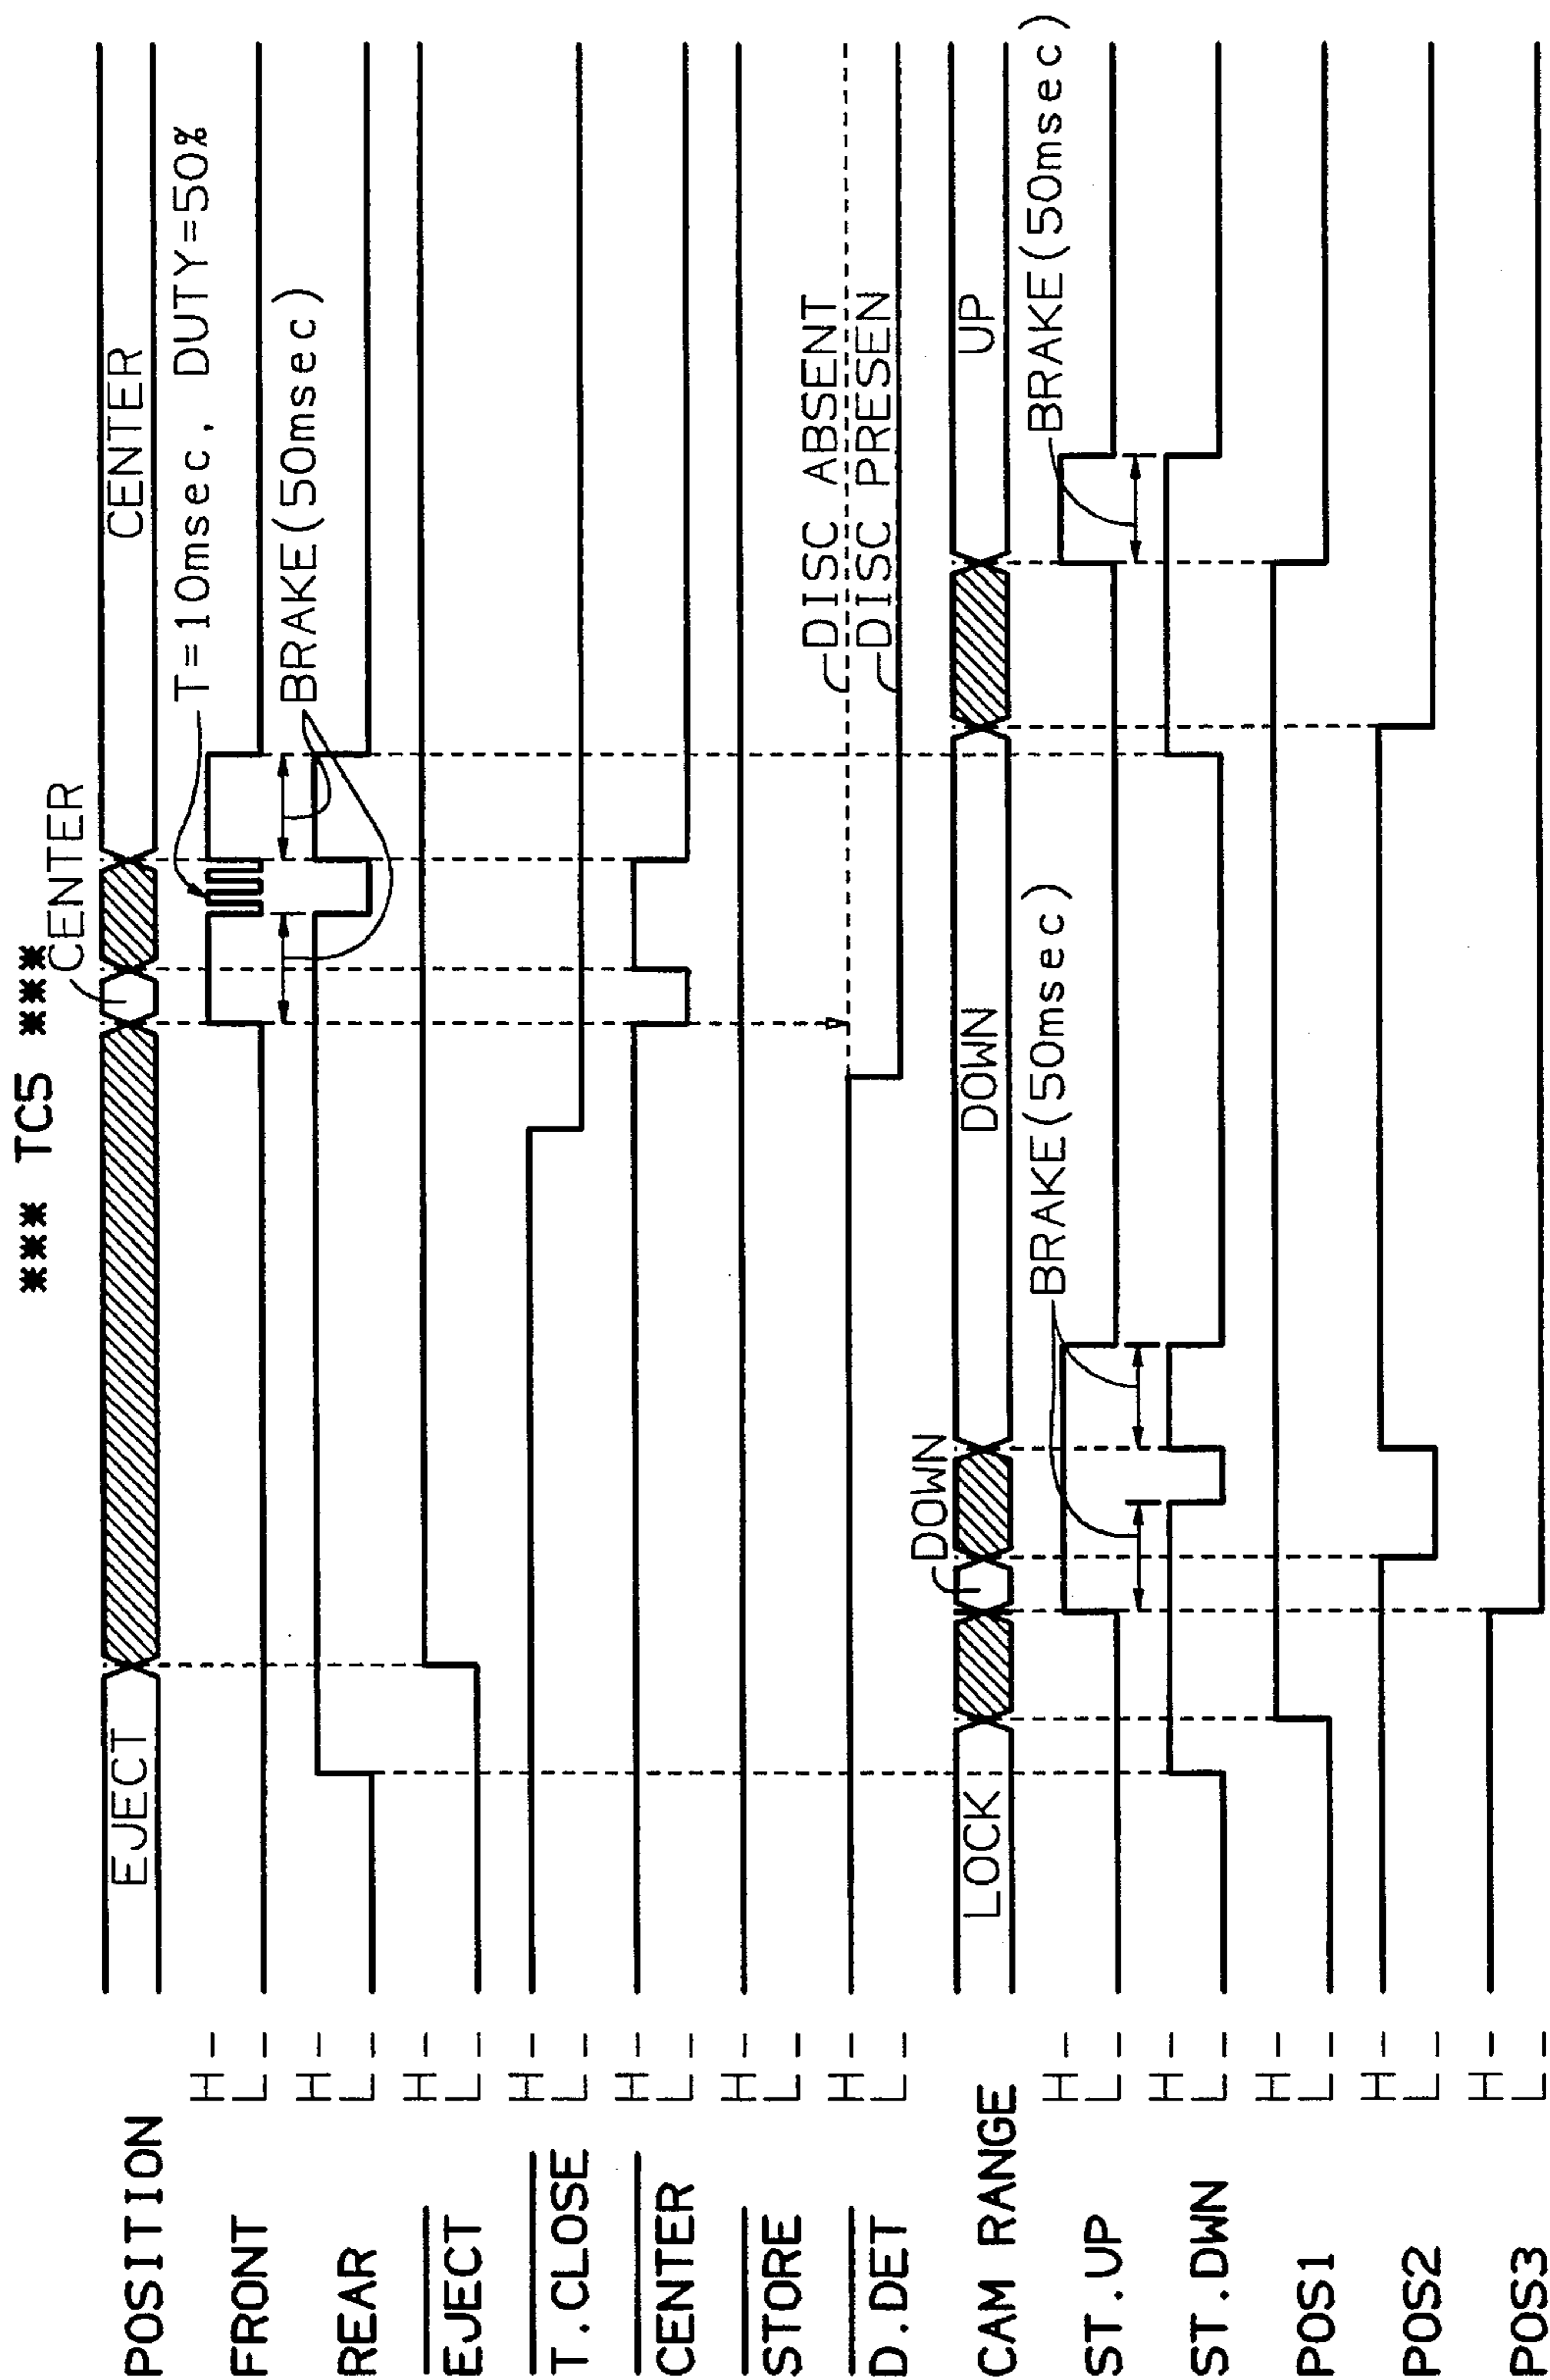 *** TC5 ***
CENTER
POSITION
EJECT
CENTER
T=10msec, DUTY=50%
FRONT
H-
L-
BRAKE(50msec)
REAR
H-
L-
EJECT
H-
L-
T.CLOSE
H-
L-
CENTER
H-
L-
STORE
H-
L-
DISC ABSENT
DISC PRESEN
D.DET
H-
L-
DOWN
CAM RANGE
LOCK
DOWN
UP
BRAKE(50msec)
BRAKE(50msec)
ST.UP
H-
L-
ST.DWN
H-
L-
POS1
H-
L-
POS2
H-
L-
POS3
H-
L-